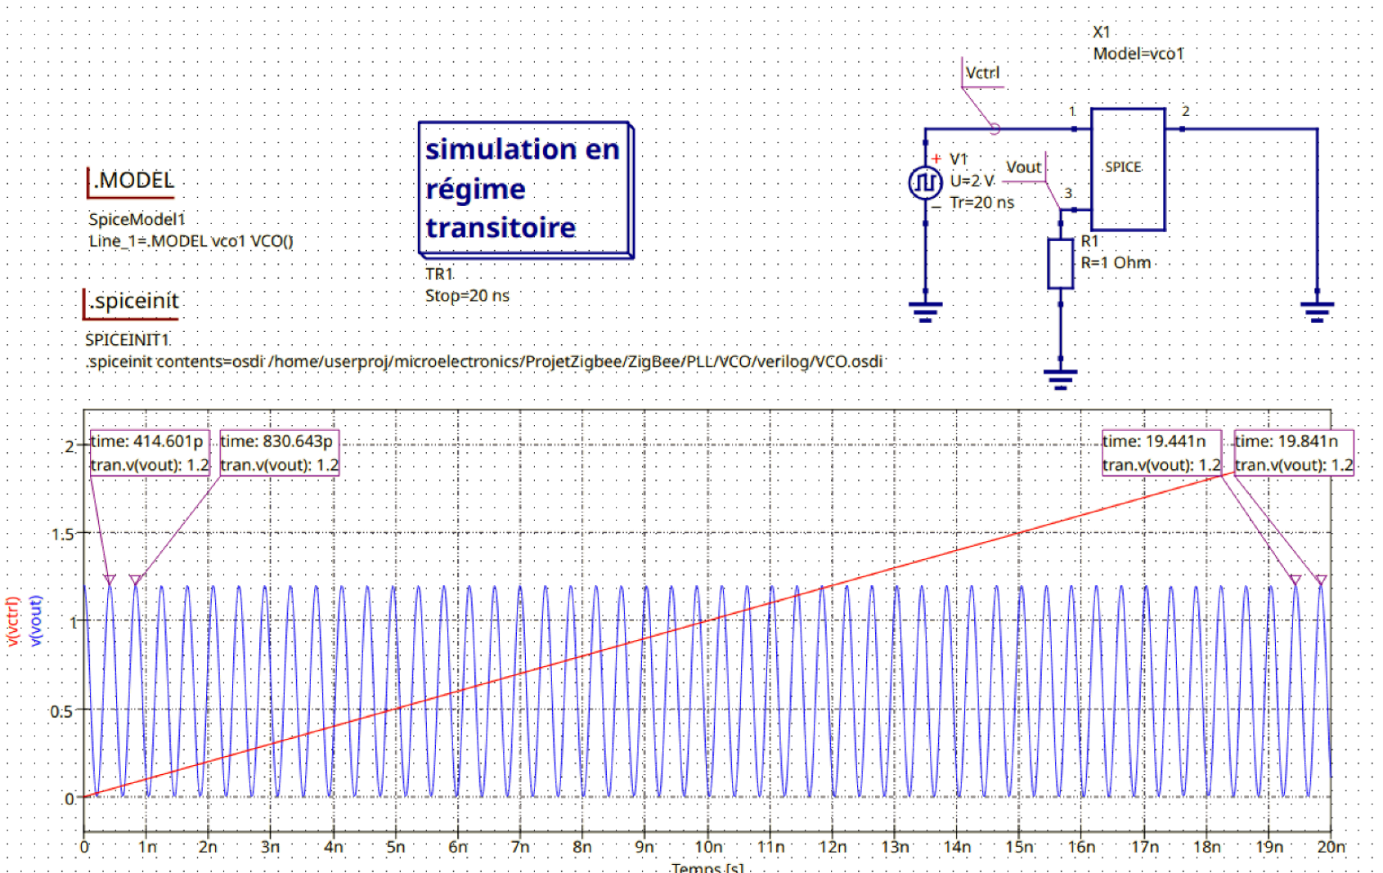 X1
Model=vco1
Vctrl
1
2
simulation en
régime
transitoire
+
V1
U=2 V
Tr=20 ns
−
Vout
3
SPICE
.MODEL
SpiceModel1
Line_1=.MODEL vco1 VCO()
R1
R=1 Ohm
TR1
Stop=20 ns
.spiceinit
SPICEINIT1
.spiceinit contents=osdi /home/userproj/microelectronics/ProjetZigbee/ZigBee/PLL/VCO/verilog/VCO.osdi
time: 414.601p
tran.v(vout): 1.2
time: 830.643p
tran.v(vout): 1.2
time: 19.441n
tran.v(vout): 1.2
time: 19.841n
tran.v(vout): 1.2
2
1.5
1
0.5
0
v(vctrl)
v(vout)
0 1n 2n 3n 4n 5n 6n 7n 8n 9n 10n 11n 12n 13n 14n 15n 16n 17n 18n 19n 20n
Temps [s]